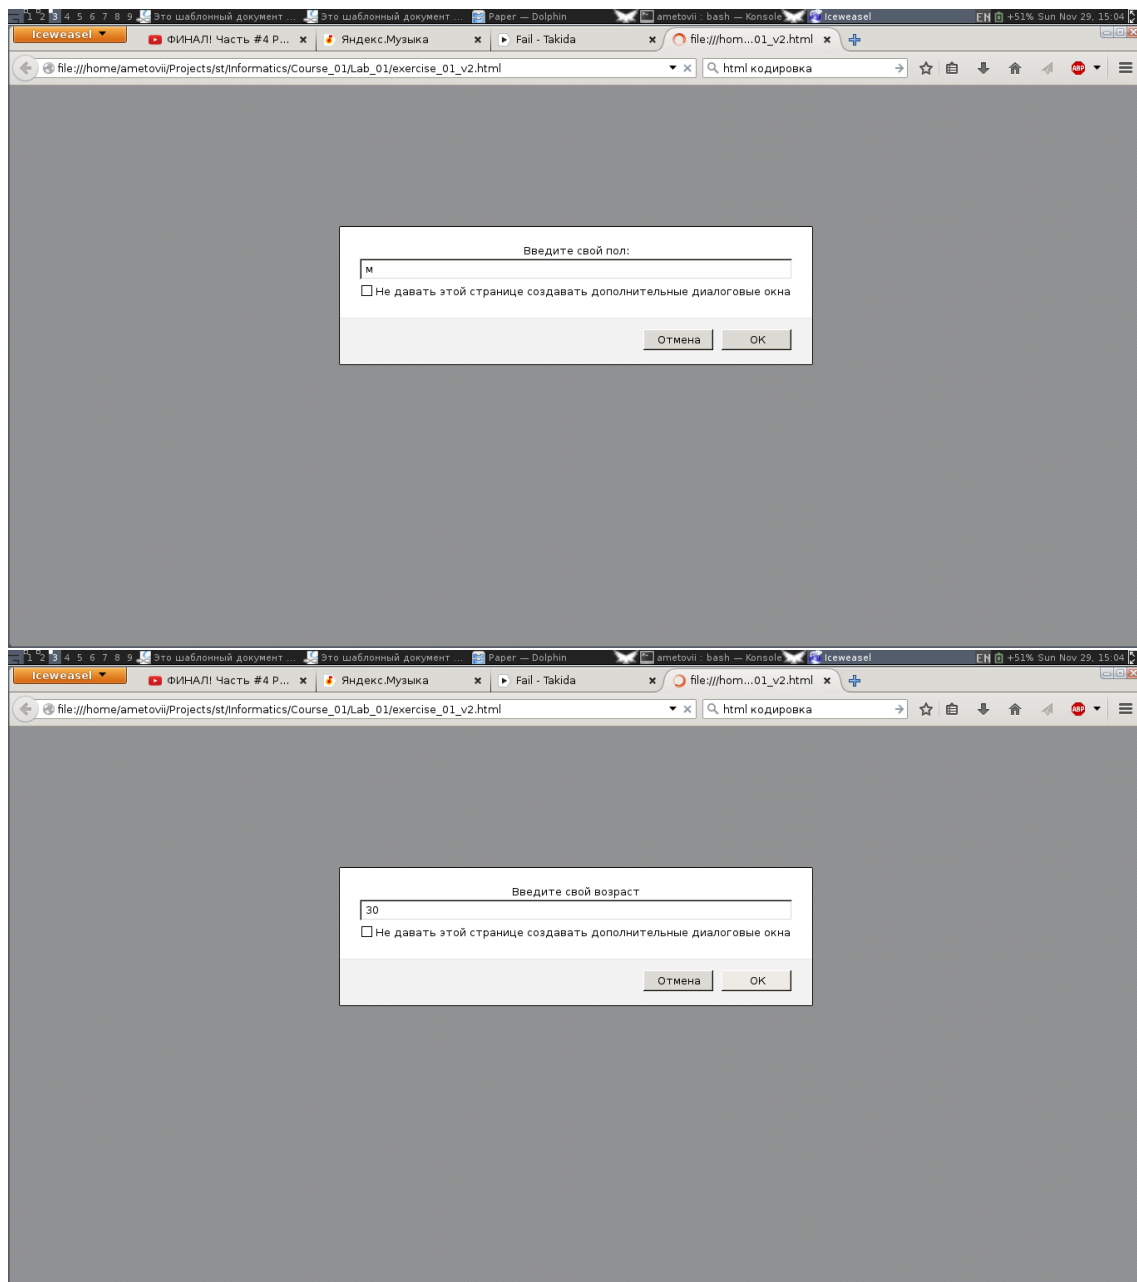 1 2 3 4 5 6 7 8 9 Это шаблонный документ ... Это шаблонный документ ... Paper — Dolphin ametovii : bash — Konsole Iceweasel EN +51% Sun Nov 29, 15:04
Iceweasel ФИНАЛ! Часть #4 Р... Яндекс.Музыка Fail - Takida file:///hom...01_v2.html
file:///home/ametovii/Projects/st/Informatics/Course_01/Lab_01/exercise_01_v2.html html кодировка ABP
Введите свой пол:
м
Не давать этой странице создавать дополнительные диалоговые окна
Отмена OK
1 2 3 4 5 6 7 8 9 Это шаблонный документ ... Это шаблонный документ ... Paper — Dolphin ametovii : bash — Konsole Iceweasel EN +51% Sun Nov 29, 15:04
Iceweasel ФИНАЛ! Часть #4 Р... Яндекс.Музыка Fail - Takida file:///hom...01_v2.html
file:///home/ametovii/Projects/st/Informatics/Course_01/Lab_01/exercise_01_v2.html html кодировка ABP
Введите свой возраст
30
Не давать этой странице создавать дополнительные диалоговые окна
Отмена OK